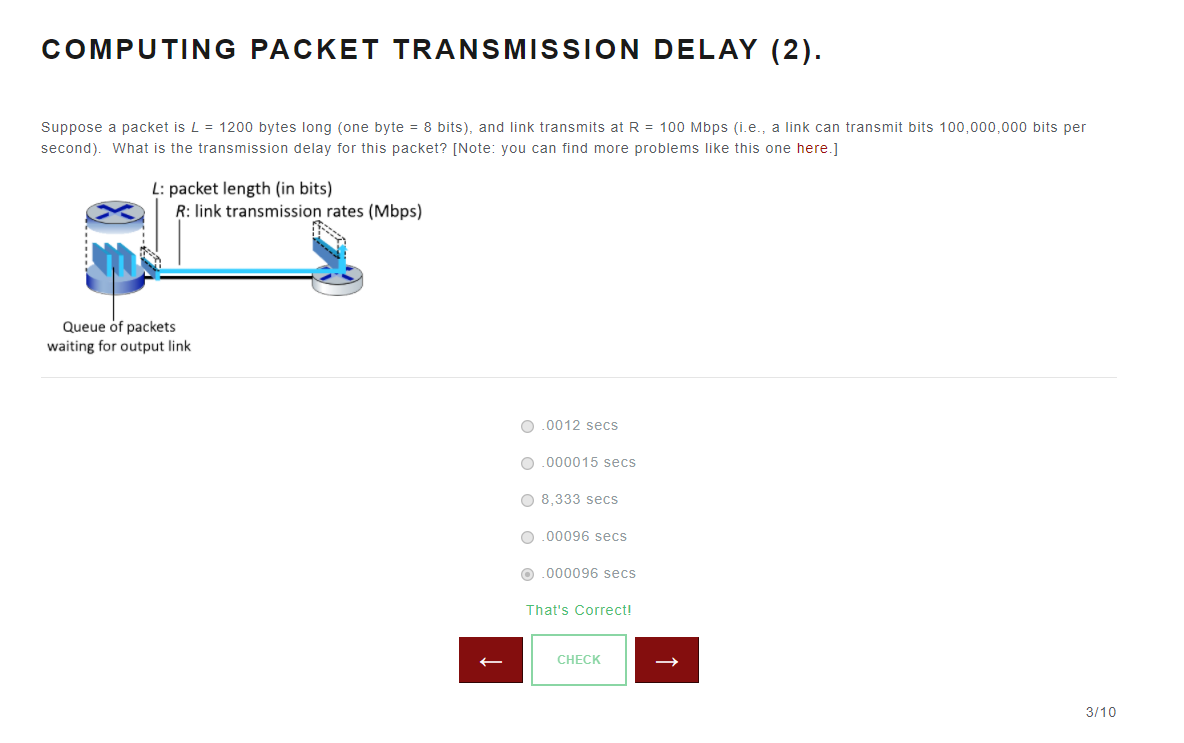 COMPUTING PACKET TRANSMISSION DELAY (2).
Suppose a packet is L = 1200 bytes long (one byte = 8 bits), and link transmits at R = 100 Mbps (i.e., a link can transmit bits 100,000,000 bits per
second). What is the transmission delay for this packet? [Note: you can find more problems like this one here.]
L: packet length (in bits)
R: link transmission rates (Mbps)
Queue of packets
waiting for output link
.0012 secs
.000015 secs
8,333 secs
.00096 secs
.000096 secs
That's Correct!
← CHECK →
3/10